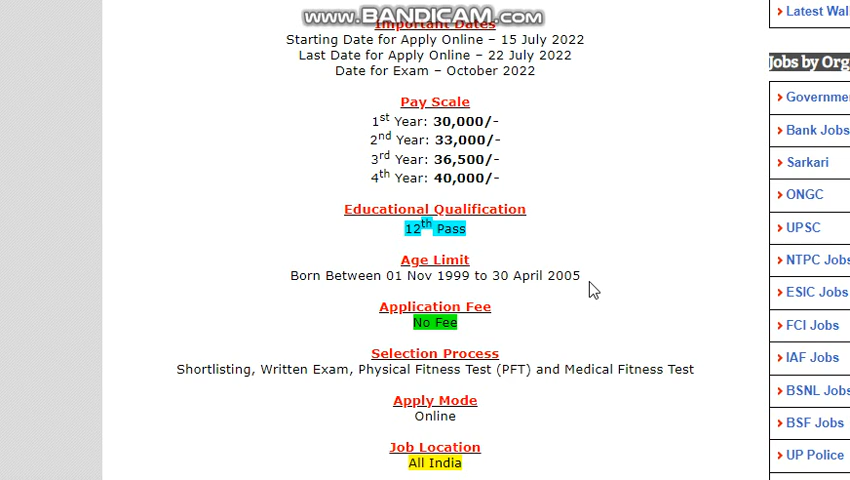 www.BANDICAM.com
Important Dates
Starting Date for Apply Online – 15 July 2022
Last Date for Apply Online – 22 July 2022
Date for Exam – October 2022
Pay Scale
1st Year: 30,000/-
2nd Year: 33,000/-
3rd Year: 36,500/-
4th Year: 40,000/-
Educational Qualification
12th Pass
Age Limit
Born Between 01 Nov 1999 to 30 April 2005
Application Fee
No Fee
Selection Process
Shortlisting, Written Exam, Physical Fitness Test (PFT) and Medical Fitness Test
Apply Mode
Online
Job Location
All India
Latest Wal
Jobs by Org
Governme
Bank Jobs
Sarkari
ONGC
UPSC
NTPC Jobs
ESIC Jobs
FCI Jobs
IAF Jobs
BSNL Jobs
BSF Jobs
UP Police